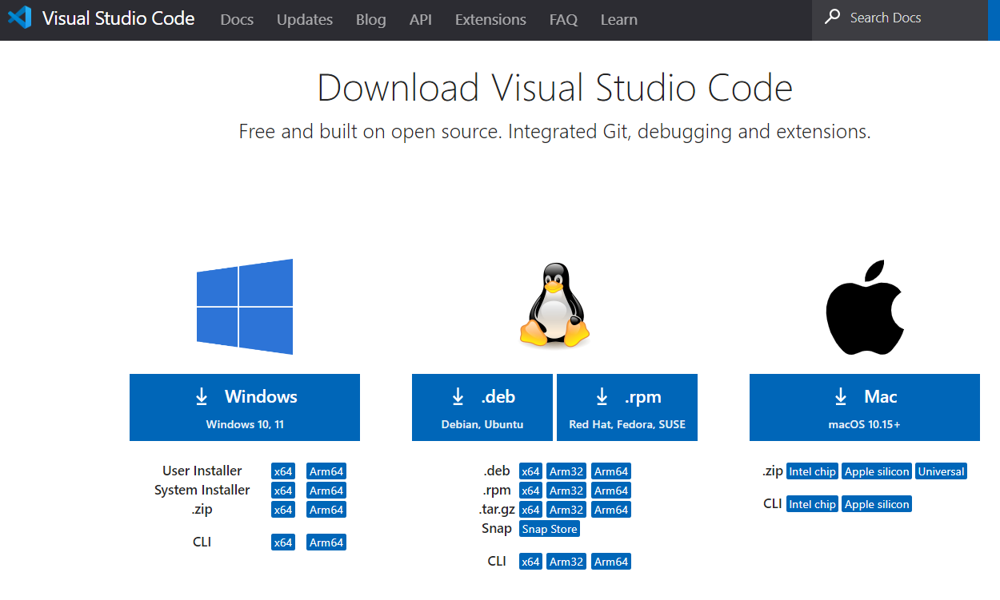 Visual Studio Code Docs Updates Blog API Extensions FAQ Learn Search Docs
Download Visual Studio Code
Free and built on open source. Integrated Git, debugging and extensions.
Windows
Windows 10, 11
User Installer x64 Arm64
System Installer x64 Arm64
.zip x64 Arm64
CLI x64 Arm64
.deb
Debian, Ubuntu
.rpm
Red Hat, Fedora, SUSE
.deb x64 Arm32 Arm64
.rpm x64 Arm32 Arm64
.tar.gz x64 Arm32 Arm64
Snap Snap Store
CLI x64 Arm32 Arm64
Mac
macOS 10.15+
.zip Intel chip Apple silicon Universal
CLI Intel chip Apple silicon